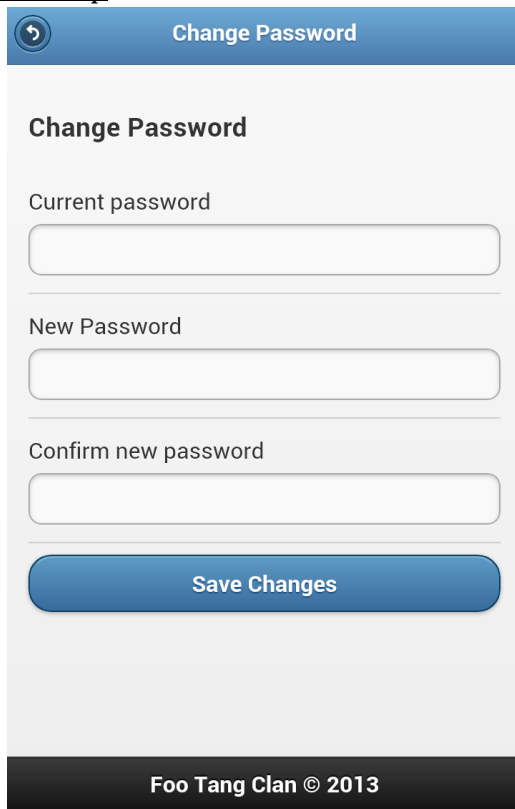 Change Password
Change Password
Current password
New Password
Confirm new password
Save Changes
Foo Tang Clan © 2013